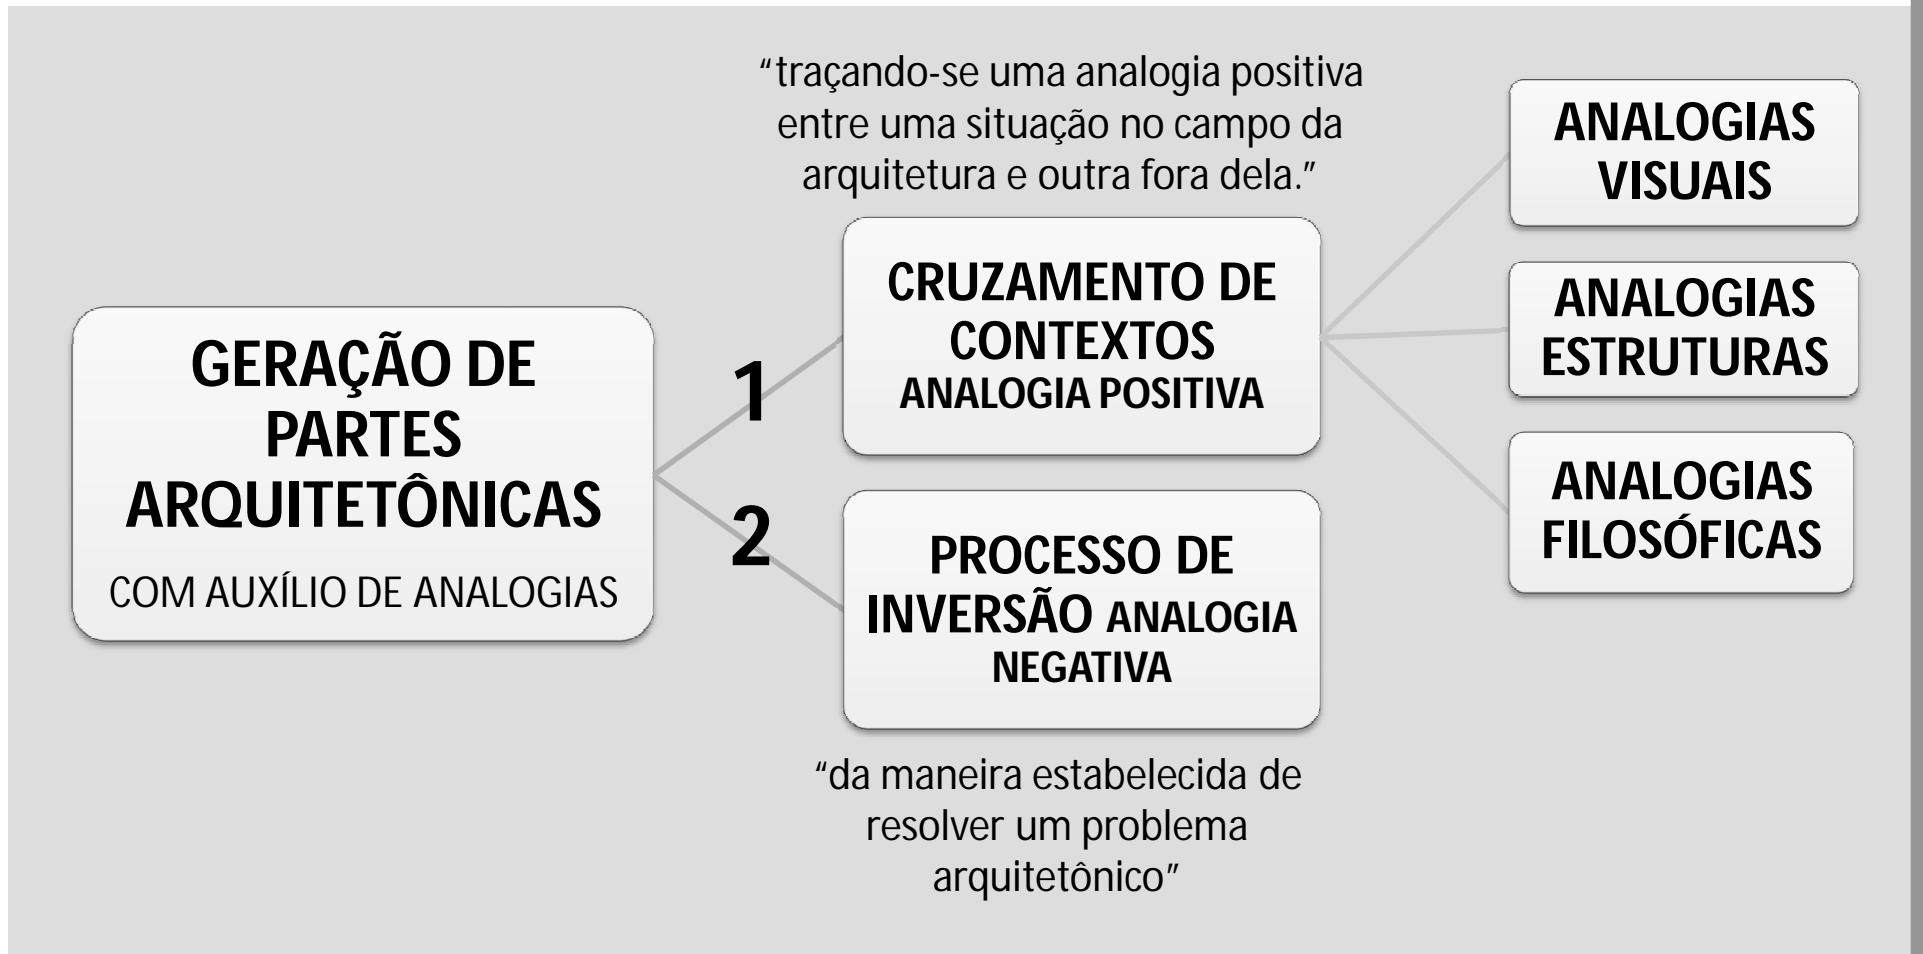 GERAÇÃO DE
PARTES
ARQUITETÔNICAS
COM AUXÍLIO DE ANALOGIAS
1
2
“traçando-se uma analogia positiva
entre uma situação no campo da
arquitetura e outra fora dela.”
CRUZAMENTO DE
CONTEXTOS
ANALOGIA POSITIVA
PROCESSO DE
INVERSÃO ANALOGIA
NEGATIVA
“da maneira estabelecida de
resolver um problema
arquitetônico”
ANALOGIAS
VISUAIS
ANALOGIAS
ESTRUTURAS
ANALOGIAS
FILOSÓFICAS